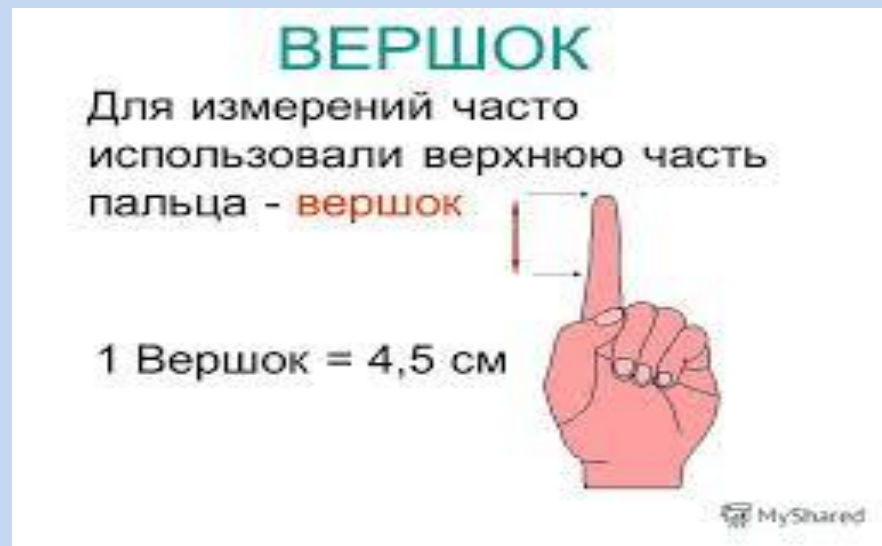 ВЕРШОК
Для измерений часто
использовали верхнюю часть
пальца - вершок
1 Вершок = 4,5 см
MyShared